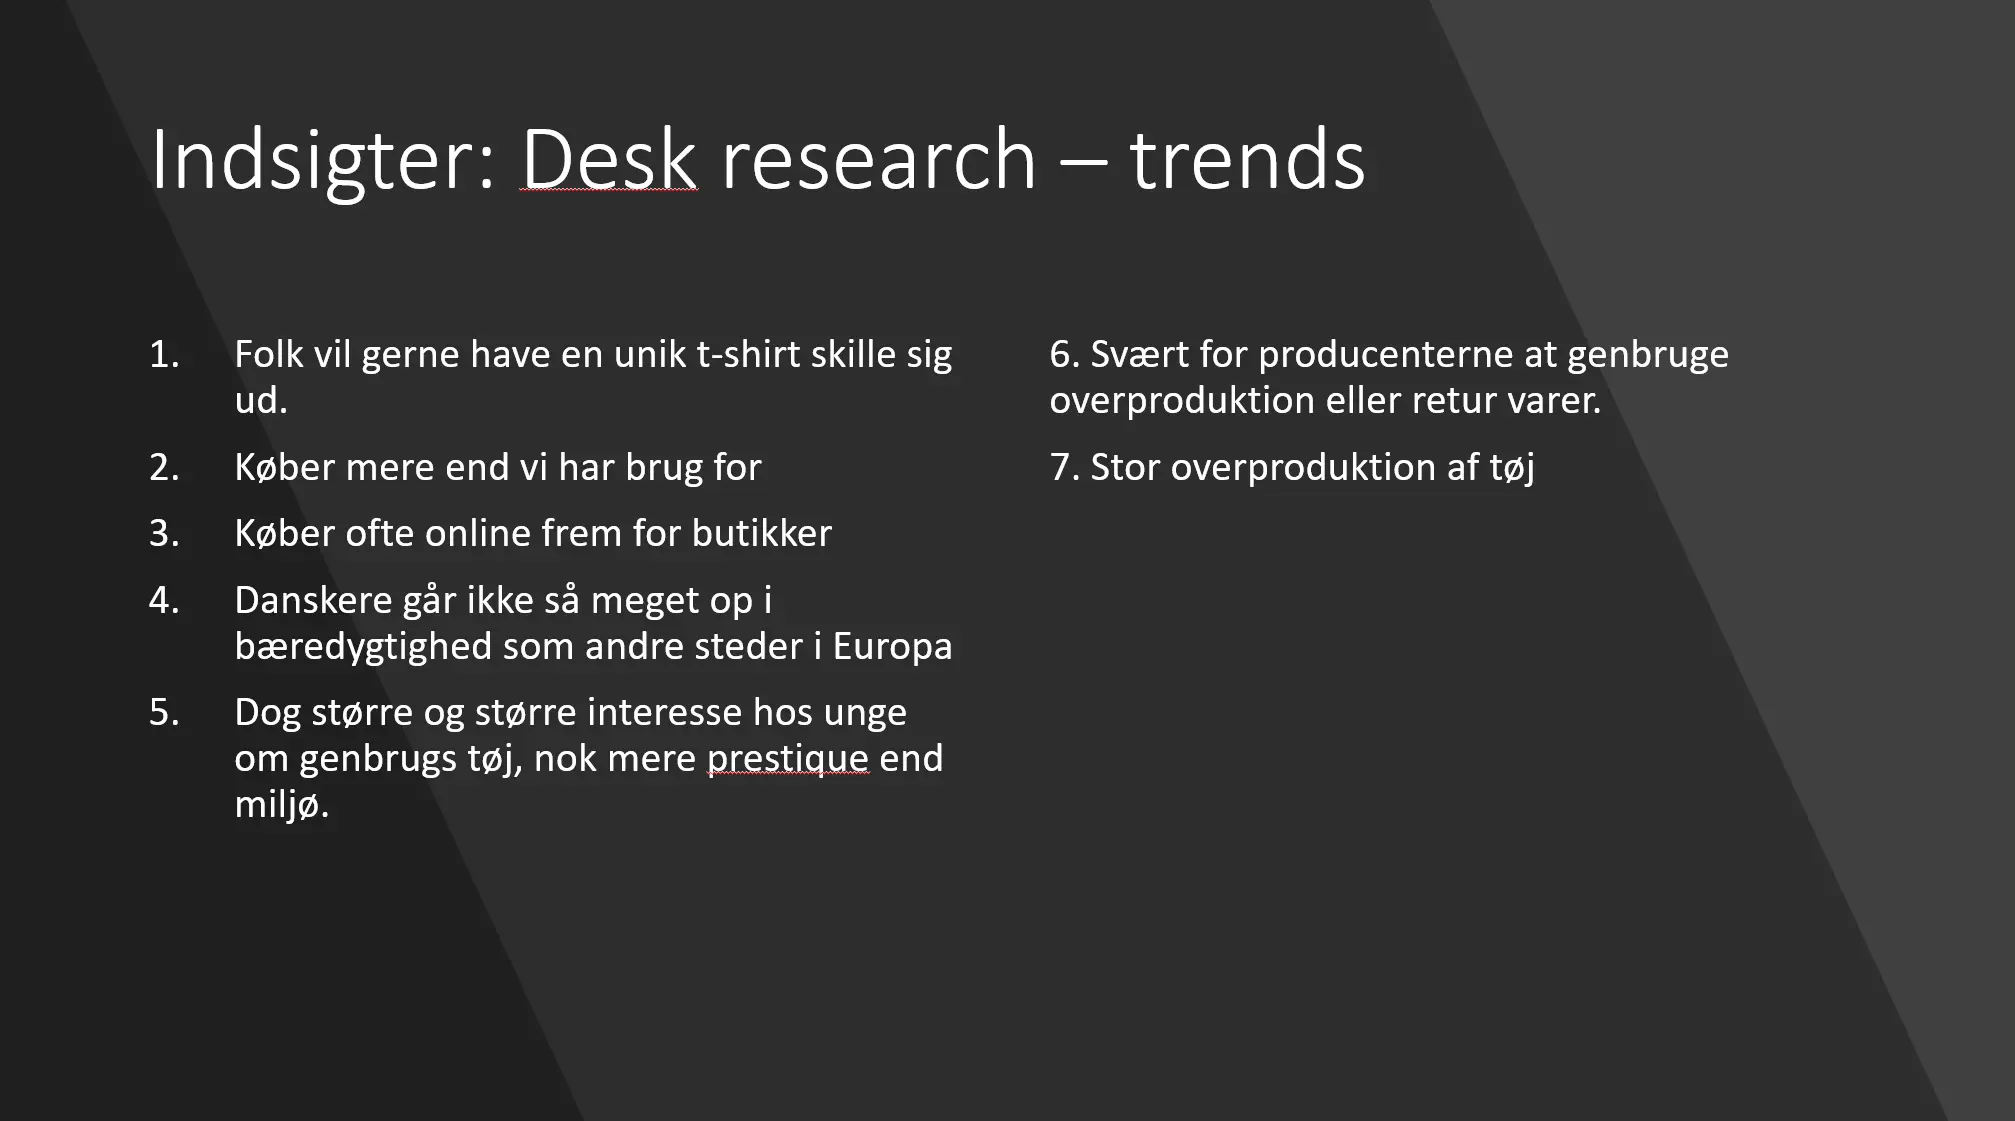 Indsigter: Desk research – trends
1. Folk vil gerne have en unik t-shirt skille sig
ud.
2. Køber mere end vi har brug for
3. Køber ofte online frem for butikker
4. Danskere går ikke så meget op i
bæredygtighed som andre steder i Europa
5. Dog større og større interesse hos unge
om genbrugs tøj, nok mere prestique end
miljø.
6. Svært for producenterne at genbruge
overproduktion eller retur varer.
7. Stor overproduktion af tøj